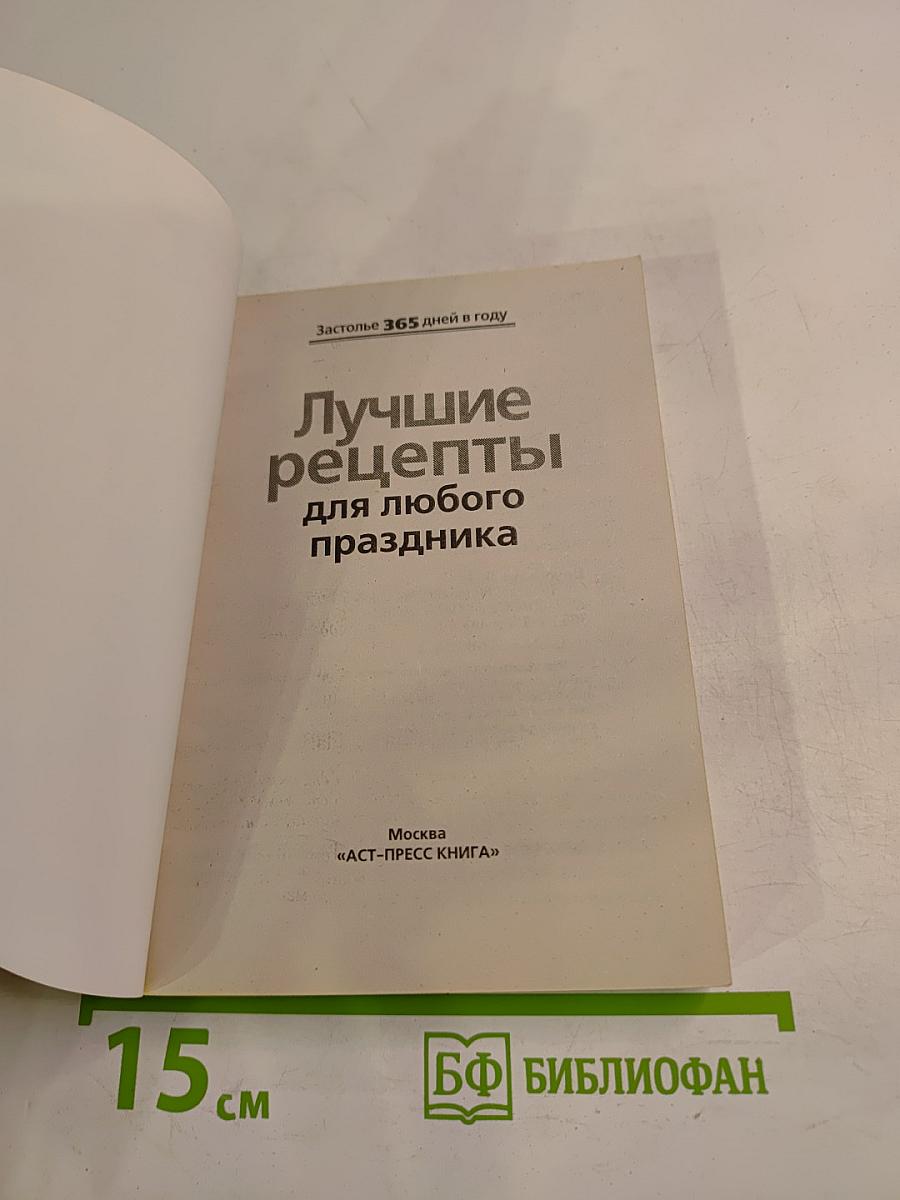 Застолье 365 дней в году
Лучшие
рецепты
для любого
праздника
Москва
«АСТ-ПРЕСС КНИГА»
15 см
БФ БИБЛИОФАН